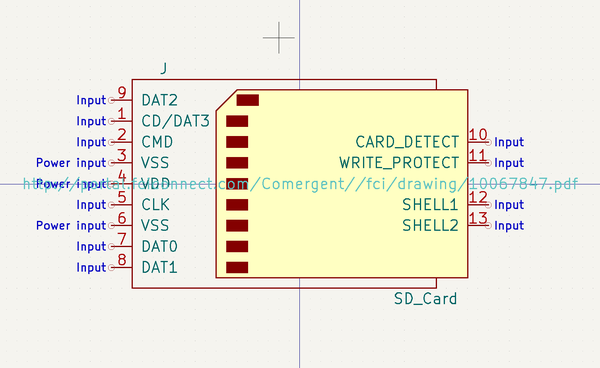 J
Input 9 DAT2
Input 1 CD/DAT3
Input 2 CMD CARD_DETECT 10 Input
Power input 3 VSS WRITE_PROTECT 11 Input
Power input 4 VDD
http://portal.fciconnect.com/Comergent//fci/drawing/10067847.pdf
Input 5 CLK SHELL1 12 Input
Power input 6 VSS SHELL2 13 Input
Input 7 DAT0
Input 8 DAT1
SD_Card